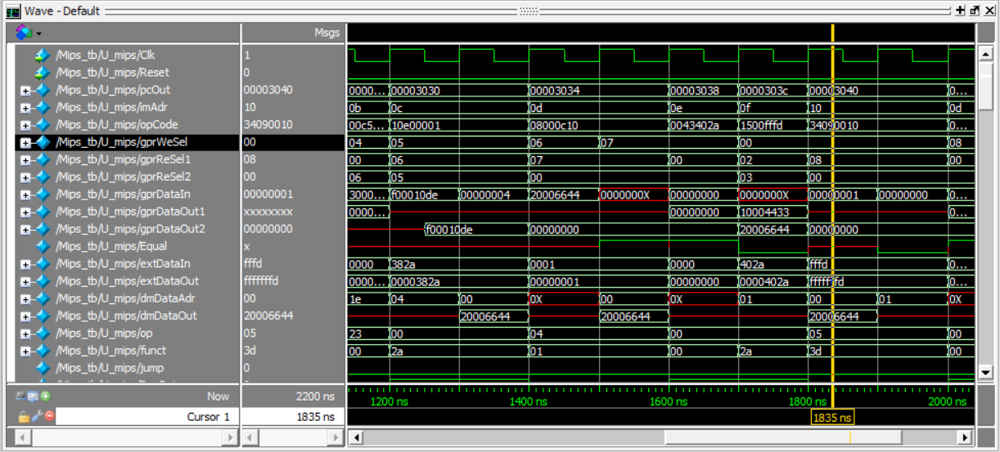 Wave - Default
Msgs
/Mips_tb/U_mips/Clk 1
/Mips_tb/U_mips/Reset 0
/Mips_tb/U_mips/pcOut 00003040 0000... 00003030 00003034 00003038 0000303c 00003040 0...
/Mips_tb/U_mips/imAdr 10 0b 0c 0d 0e 0f 10 0d
/Mips_tb/U_mips/opCode 34090010 00c5... 10e00001 08000c10 0043402a 1500fffd 34090010 0...
/Mips_tb/U_mips/gprWeSel 00 04 05 06 07 00 08
/Mips_tb/U_mips/gprReSel1 08 00 06 07 00 02 08 00
/Mips_tb/U_mips/gprReSel2 00 06 05 00 03 00
/Mips_tb/U_mips/gprDataIn 00000001 3000... f00010de 00000004 20006644 0000000X 00000000 0000000X 00000001 00000000 0...
/Mips_tb/U_mips/gprDataOut1 xxxxxxxx 0000... 00000000 10004433 0...
/Mips_tb/U_mips/gprDataOut2 00000000 f00010de 00000000 20006644 00000000
/Mips_tb/U_mips/Equal x
/Mips_tb/U_mips/extDataIn fffd 0000 382a 0001 0000 402a fffd 0...
/Mips_tb/U_mips/extDataOut fffffffd 0000... 0000382a 00000001 00000000 0000402a fffffffd 0...
/Mips_tb/U_mips/dmDataAdr 00 1e 04 00 0X 00 0X 01 00 01 0X
/Mips_tb/U_mips/dmDataOut 20006644 20006644 20006644 20006644
/Mips_tb/U_mips/op 05 23 00 04 00 05 00
/Mips_tb/U_mips/funct 3d 00 2a 01 00 2a 3d 00
/Mips_tb/U_mips/jump 0
Now 2200 ns 1200 ns 1400 ns 1600 ns 1800 ns 2000 ns
Cursor 1 1835 ns 1835 ns